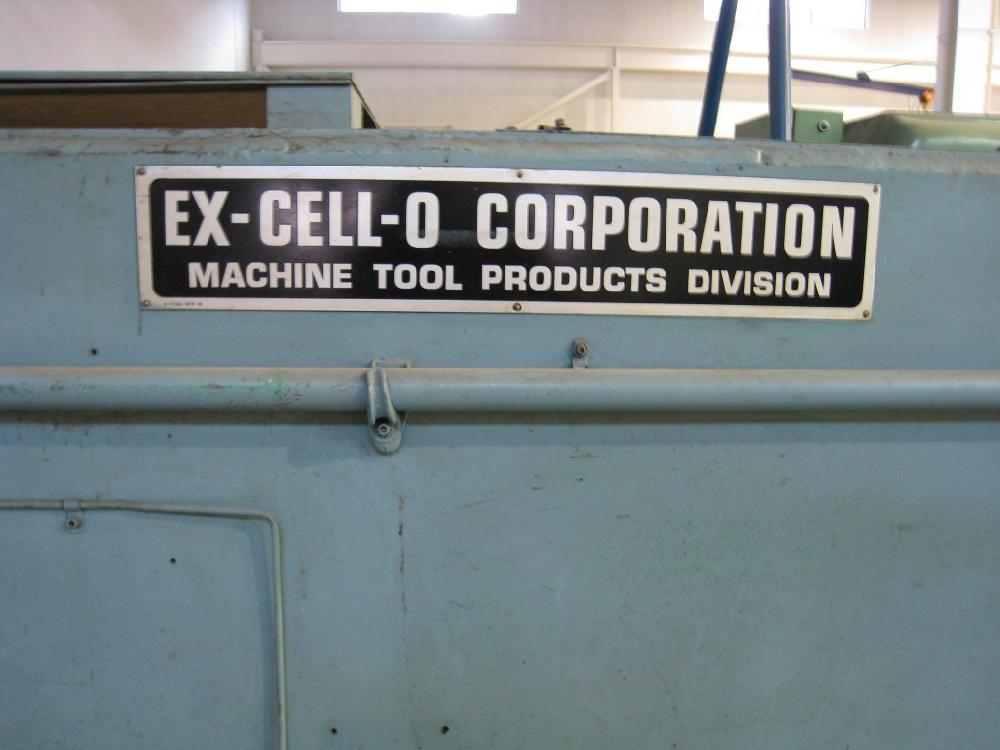 EX-CELL-O CORPORATION
MACHINE TOOL PRODUCTS DIVISION